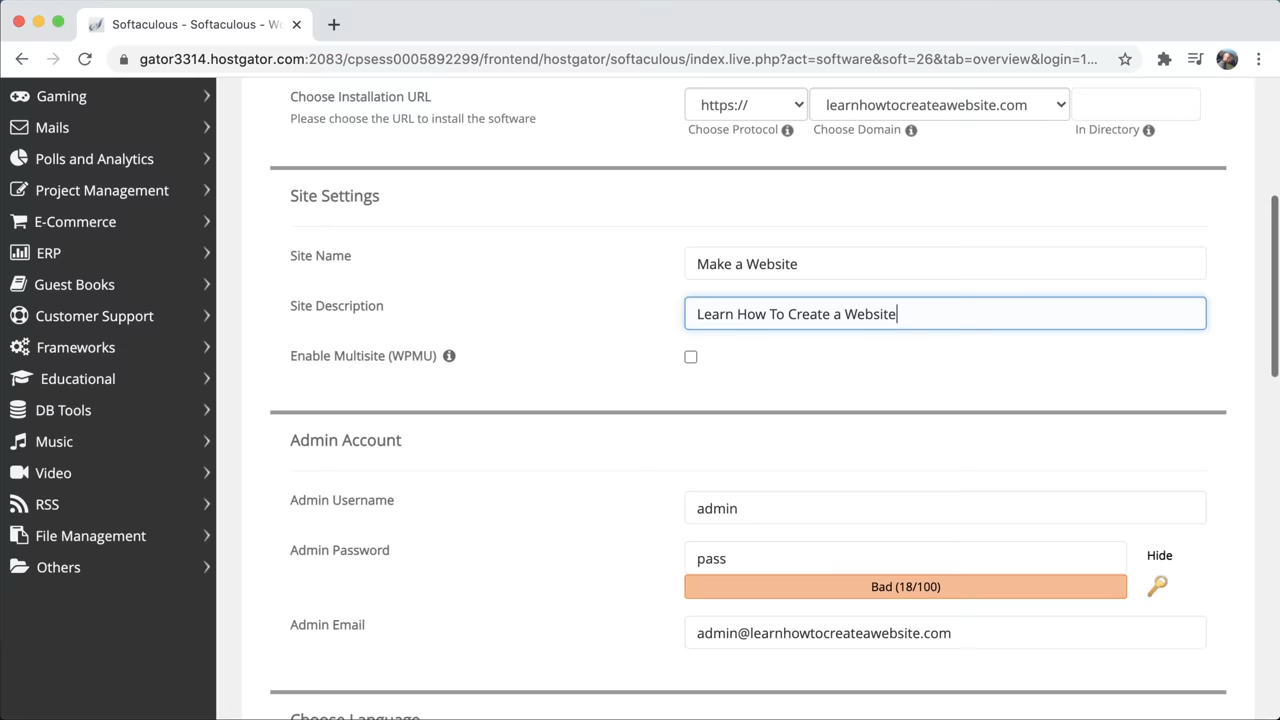 Softaculous - Softaculous - Wo
gator3314.hostgator.com:2083/cpsess0005892299/frontend/hostgator/softaculous/index.live.php?act=software&soft=26&tab=overview&login=1...
Gaming
Mails
Polls and Analytics
Project Management
E-Commerce
ERP
Guest Books
Customer Support
Frameworks
Educational
DB Tools
Music
Video
RSS
File Management
Others
Choose Installation URL
Please choose the URL to install the software
https:// learnhowtocreateawebsite.com
Choose Protocol Choose Domain In Directory
Site Settings
Site Name Make a Website
Site Description Learn How To Create a Website
Enable Multisite (WPMU)
Admin Account
Admin Username admin
Admin Password pass Hide
Bad (18/100)
Admin Email admin@learnhowtocreateawebsite.com
Choose Language